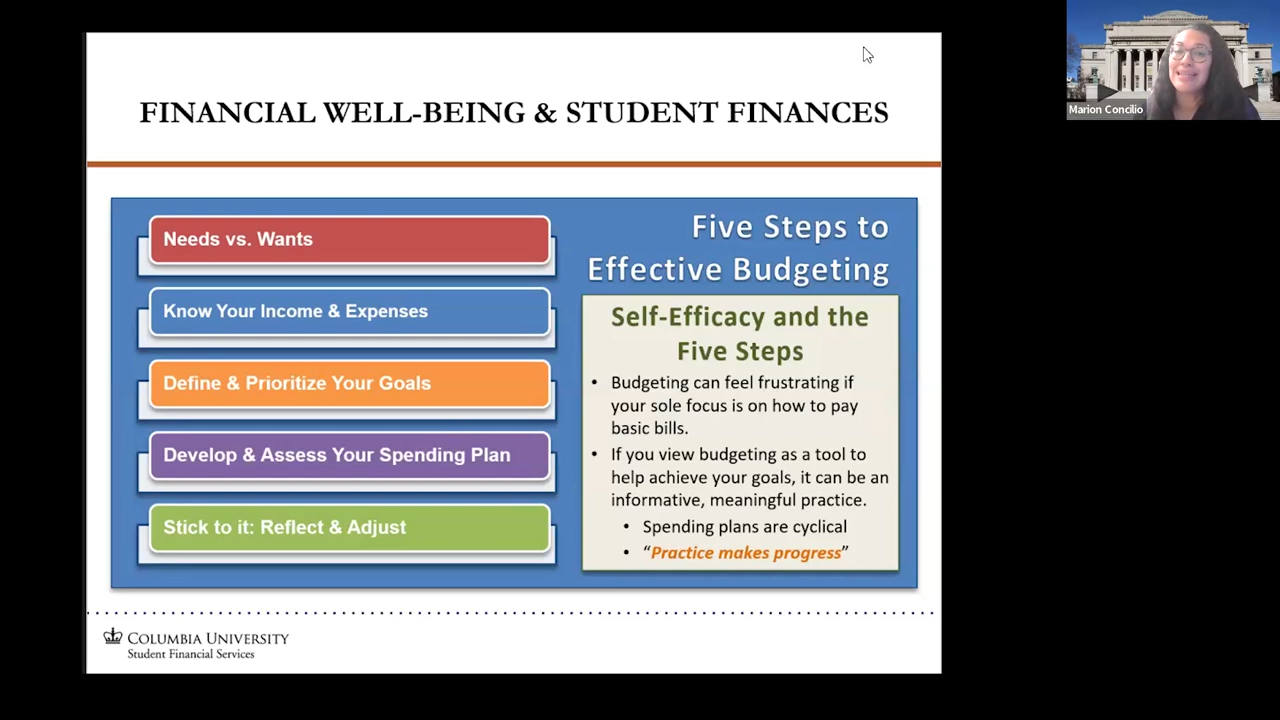 FINANCIAL WELL-BEING & STUDENT FINANCES
Needs vs. Wants
Know Your Income & Expenses
Define & Prioritize Your Goals
Develop & Assess Your Spending Plan
Stick to it: Reflect & Adjust
Five Steps to
Effective Budgeting
Self-Efficacy and the
Five Steps
• Budgeting can feel frustrating if
your sole focus is on how to pay
basic bills.
• If you view budgeting as a tool to
help achieve your goals, it can be an
informative, meaningful practice.
• Spending plans are cyclical
• “Practice makes progress”
COLUMBIA UNIVERSITY
Student Financial Services
Marion Concilio